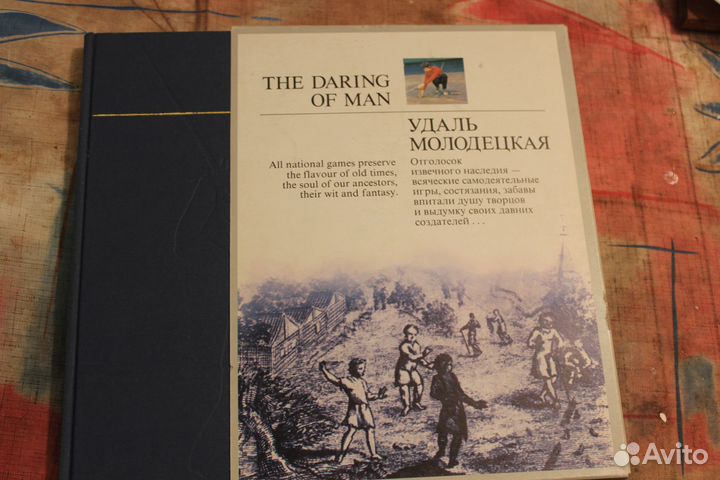 THE DARING
OF MAN
УДАЛЬ
МОЛОДЕЦКАЯ
All national games preserve
the flavour of old times,
the soul of our ancestors,
their wit and fantasy.
Отголосок
извечного наследия —
всяческие самодеятельные
игры, состязания, забавы
впитали душу творцов
и выдумку своих давних
создателей ...
Avito